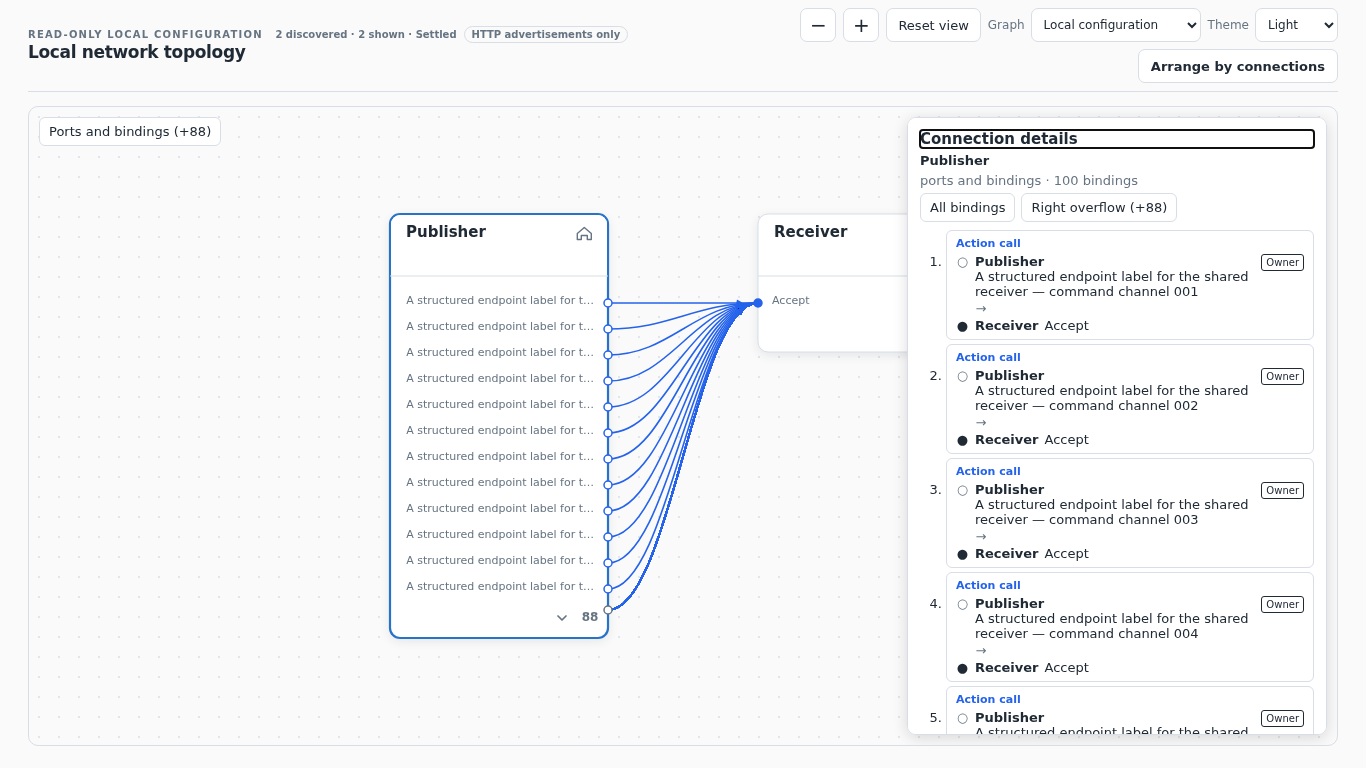 READ-ONLY LOCAL CONFIGURATION 2 discovered · 2 shown · Settled HTTP advertisements only
Local network topology
− + Reset view Graph Local configuration Theme Light
Arrange by connections
Ports and bindings (+88)
Publisher
A structured endpoint label for t...
A structured endpoint label for t...
A structured endpoint label for t...
A structured endpoint label for t...
A structured endpoint label for t...
A structured endpoint label for t...
A structured endpoint label for t...
A structured endpoint label for t...
A structured endpoint label for t...
A structured endpoint label for t...
A structured endpoint label for t...
A structured endpoint label for t...
88
Receiver
Accept
Connection details
Publisher
ports and bindings · 100 bindings
All bindings Right overflow (+88)
Action call
1. ○ Publisher Owner
A structured endpoint label for the shared
receiver — command channel 001
→
● Receiver Accept
Action call
2. ○ Publisher Owner
A structured endpoint label for the shared
receiver — command channel 002
→
● Receiver Accept
Action call
3. ○ Publisher Owner
A structured endpoint label for the shared
receiver — command channel 003
→
● Receiver Accept
Action call
4. ○ Publisher Owner
A structured endpoint label for the shared
receiver — command channel 004
→
● Receiver Accept
Action call
5. ○ Publisher Owner
A structured endpoint label for the shared